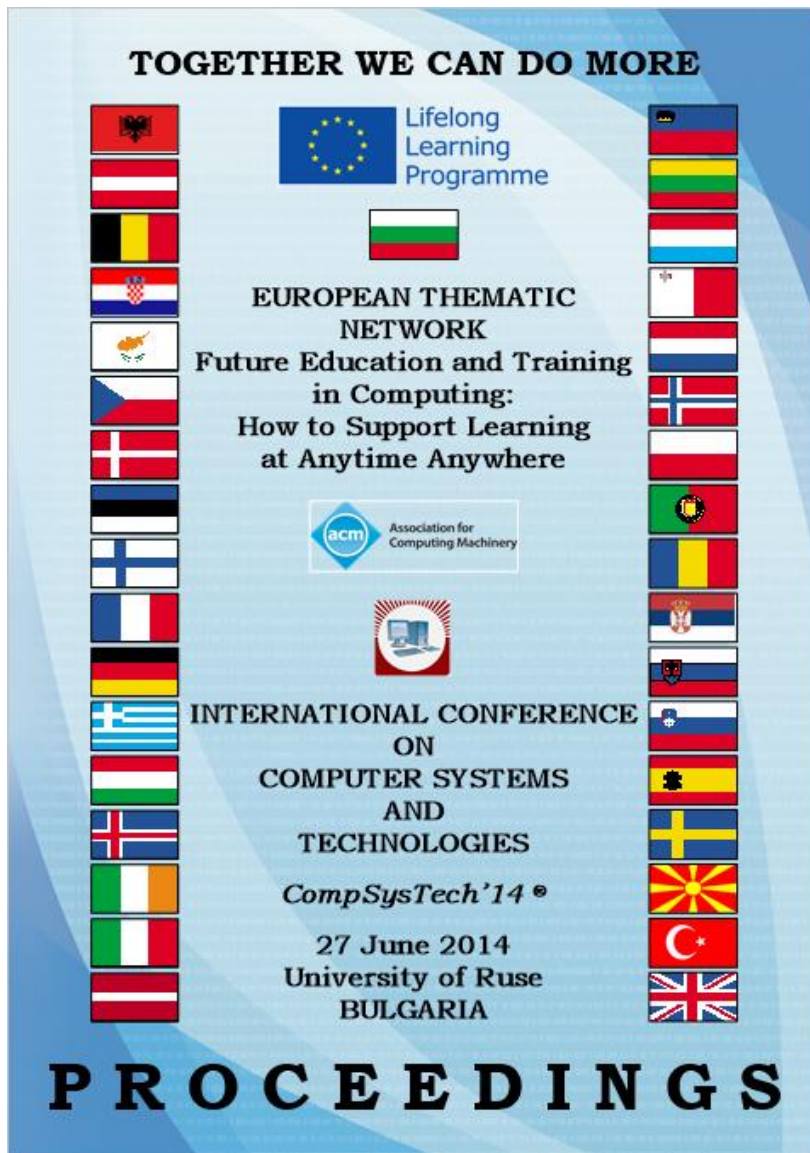 TOGETHER WE CAN DO MORE
Lifelong
Learning
Programme
EUROPEAN THEMATIC
NETWORK
Future Education and Training
in Computing:
How to Support Learning
at Anytime Anywhere
acm
Association for
Computing Machinery
INTERNATIONAL CONFERENCE
ON
COMPUTER SYSTEMS
AND
TECHNOLOGIES
CompSysTech'14 ®
27 June 2014
University of Ruse
BULGARIA
PROCEEDINGS